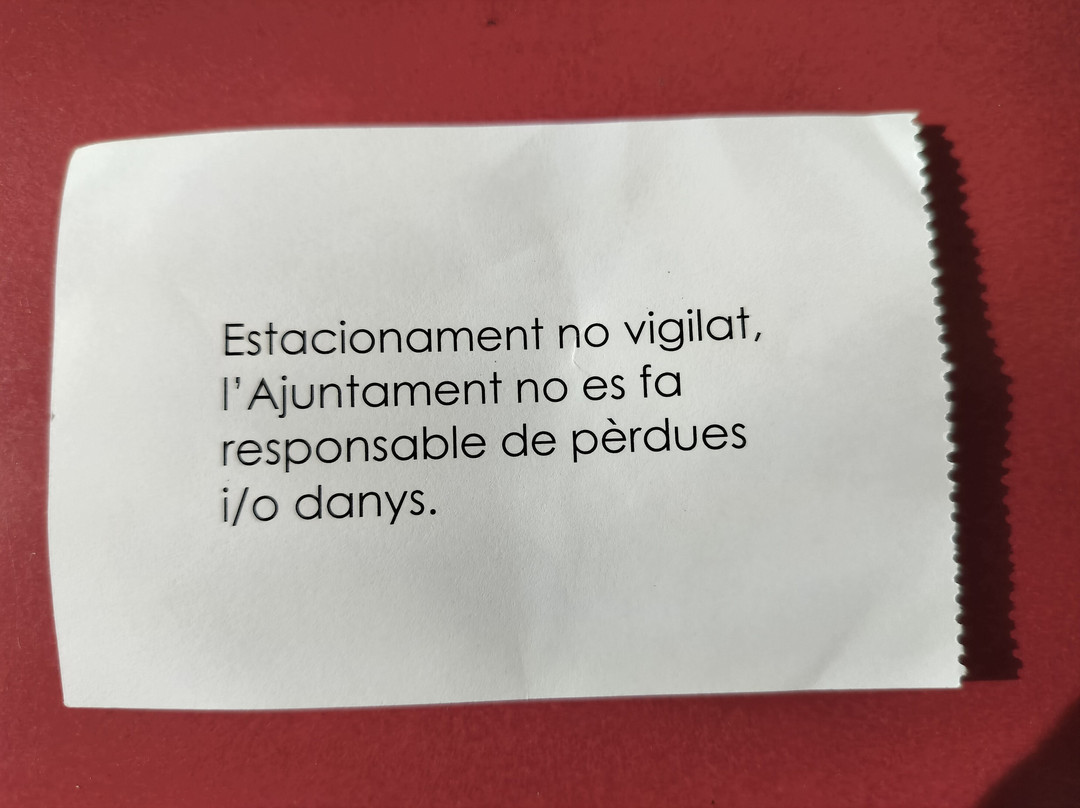 Estacionament no vigilat,
l'Ajuntament no es fa
responsable de pèrdues
i/o danys.